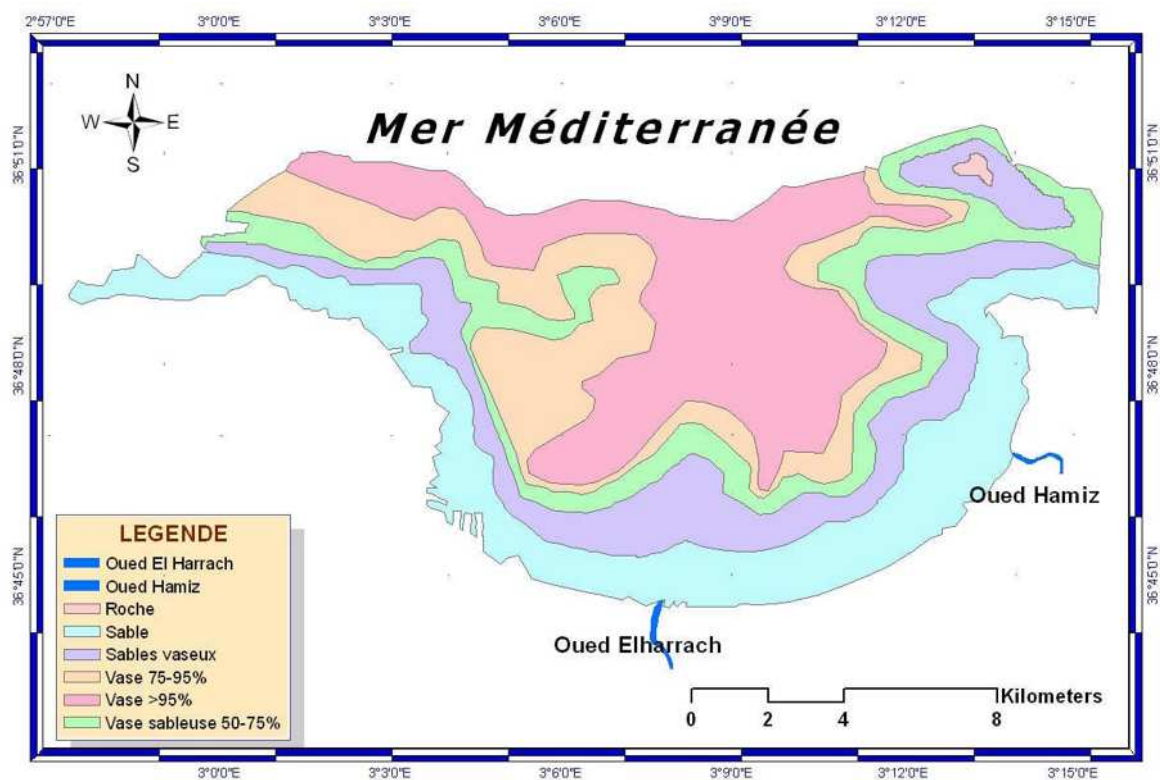 2°57'0"E 3°0'0"E 3°3'0"E 3°6'0"E 3°9'0"E 3°12'0"E 3°15'0"E
N
W E
S
Mer Méditerranée
36°51'0"N 36°51'0"N
36°48'0"N 36°48'0"N
Oued Hamiz
LEGENDE
Oued El Harrach
Oued Hamiz
Roche
Sable
Sables vaseux
Vase 75-95%
Vase >95%
Vase sableuse 50-75%
36°45'0"N 36°45'0"N
Oued Elharrach
Kilometers
0 2 4 8
3°0'0"E 3°3'0"E 3°6'0"E 3°9'0"E 3°12'0"E 3°15'0"E